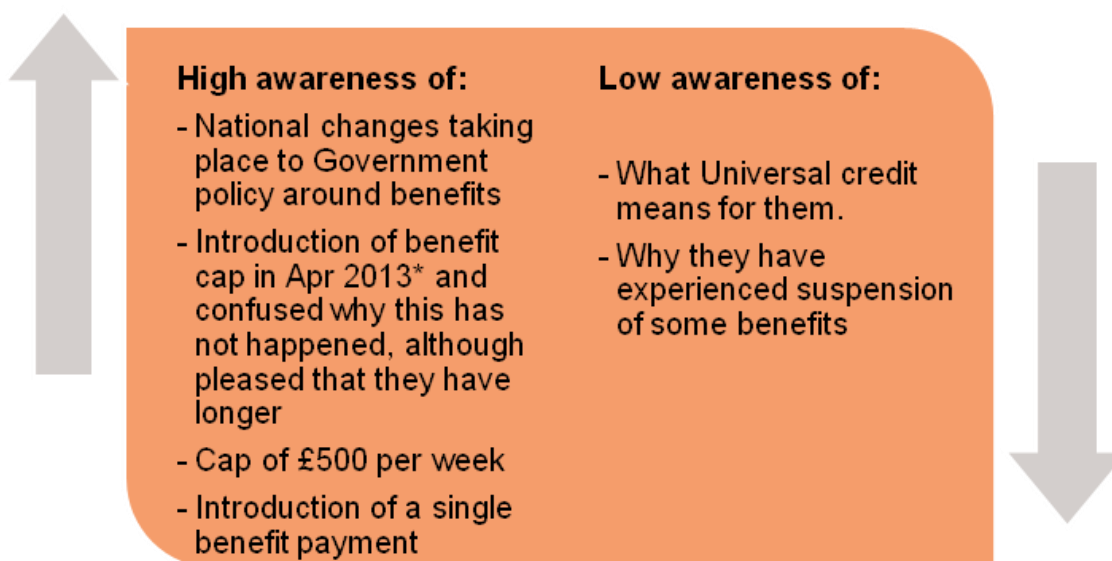 High awareness of:
- National changes taking
place to Government
policy around benefits
- Introduction of benefit
cap in Apr 2013* and
confused why this has
not happened, although
pleased that they have
longer
- Cap of £500 per week
- Introduction of a single
benefit payment
Low awareness of:
- What Universal credit
means for them.
- Why they have
experienced suspension
of some benefits